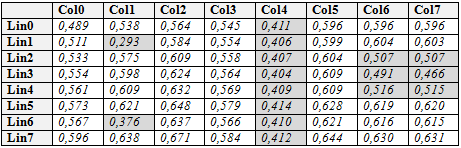 Col0 Col1 Col2 Col3 Col4 Col5 Col6 Col7
Lin0 0,489 0,538 0,564 0,545 0,411 0,596 0,596 0,596
Lin1 0,511 0,293 0,584 0,554 0,406 0,599 0,604 0,603
Lin2 0,533 0,575 0,609 0,558 0,407 0,604 0,507 0,507
Lin3 0,554 0,598 0,624 0,564 0,404 0,609 0,491 0,466
Lin4 0,561 0,609 0,632 0,569 0,409 0,609 0,516 0,515
Lin5 0,573 0,621 0,648 0,579 0,414 0,628 0,619 0,620
Lin6 0,567 0,376 0,637 0,566 0,410 0,621 0,616 0,615
Lin7 0,596 0,638 0,671 0,584 0,412 0,644 0,630 0,631